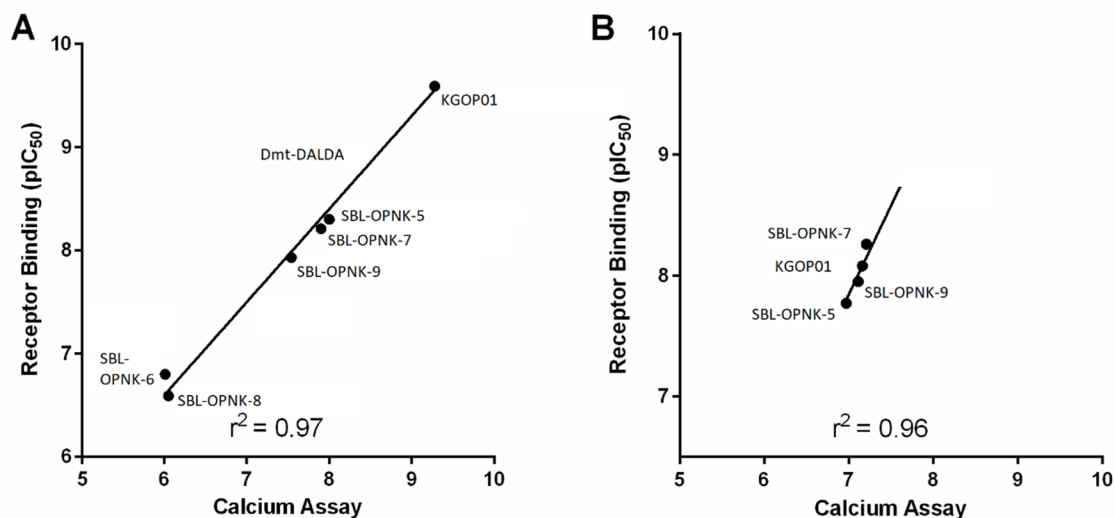 A
10
9
8
7
6
Receptor Binding (pIC50)
KGOP01
Dmt-DALDA
SBL-OPNK-5
SBL-OPNK-7
SBL-OPNK-9
SBL-
OPNK-6
SBL-OPNK-8
r2 = 0.97
5 6 7 8 9 10
Calcium Assay
B
10
9
8
7
Receptor Binding (pIC50)
SBL-OPNK-7
KGOP01
SBL-OPNK-9
SBL-OPNK-5
r2 = 0.96
5 6 7 8 9 10
Calcium Assay